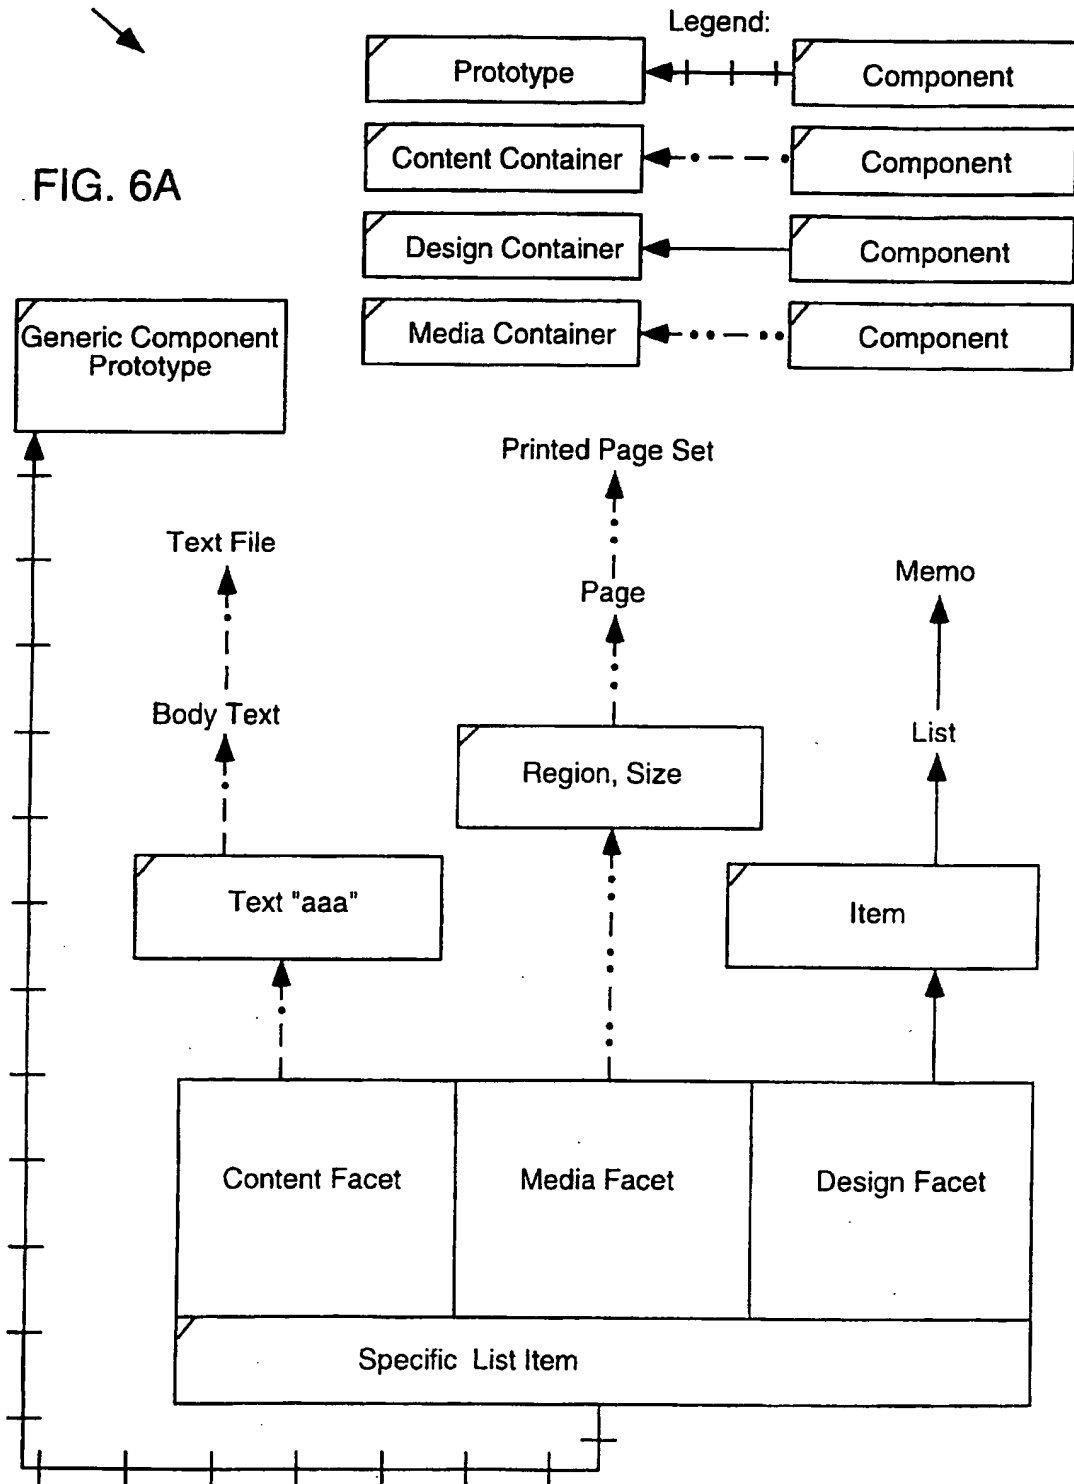 Legend:
Prototype
Component
Content Container
Component
FIG. 6A
Design Container
Component
Media Container
Component
Generic Component
Prototype
Printed Page Set
Text File
Memo
Page
Body Text
List
Region, Size
Text "aaa"
Item
Content Facet
Media Facet
Design Facet
Specific List Item